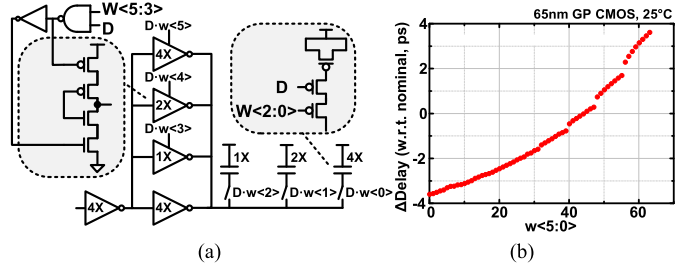 W<5:3>
D
D·w<5>
4X
D·w<4>
2X
D·w<3>
1X
4X
4X
D
W<2:0>
1X
2X
4X
D·w<2>
D·w<1>
D·w<0>
(a)
65nm GP CMOS, 25°C
ΔDelay (w.r.t. nominal, ps)
4
2
0
-2
-4
0
20
40
60
80
w<5:0>
(b)